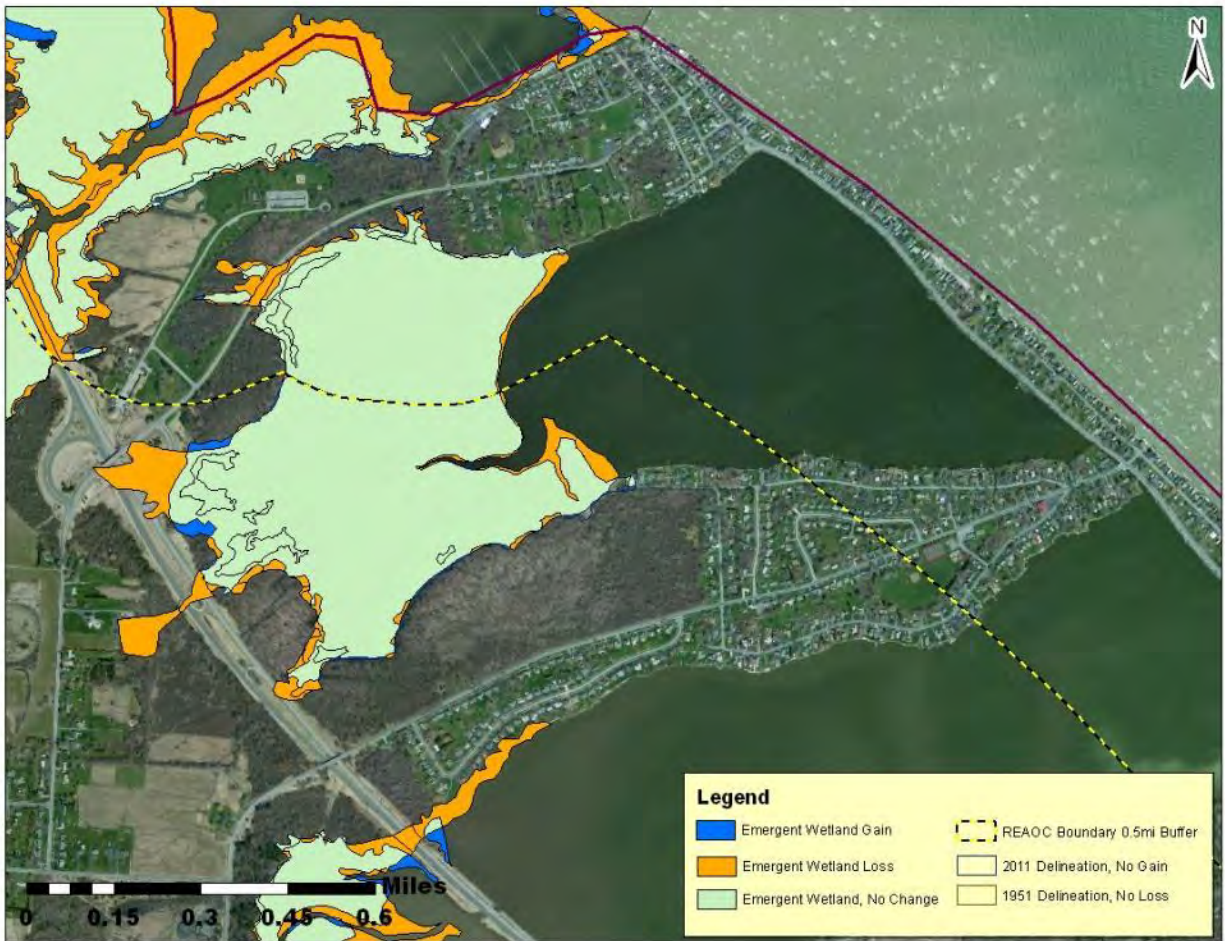 N
Legend
Emergent Wetland Gain
Emergent Wetland Loss
Emergent Wetland, No Change
REAOC Boundary 0.5mi Buffer
2011 Delineation, No Gain
1951 Delineation, No Loss
Miles
0 0.15 0.3 0.45 0.6